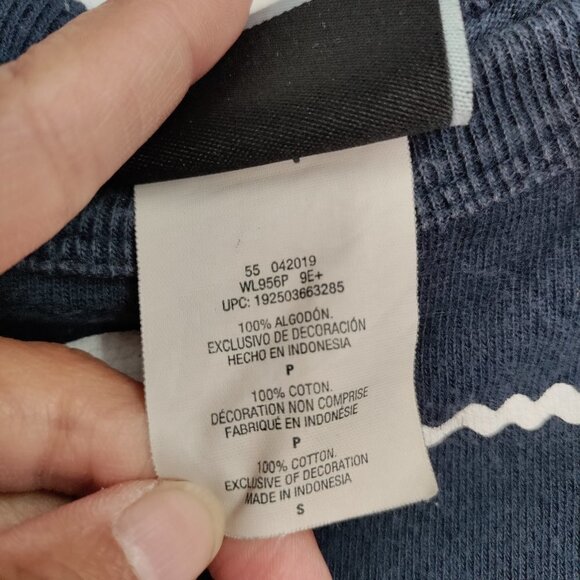 55 042019
WL956P 9E+
UPC: 192503663285
100% ALGODÓN.
EXCLUSIVO DE DECORACIÓN
HECHO EN INDONESIA
P
100% COTON.
DÉCORATION NON COMPRISE
FABRIQUÉ EN INDONÉSIE
P
100% COTTON.
EXCLUSIVE OF DECORATION
MADE IN INDONESIA
S